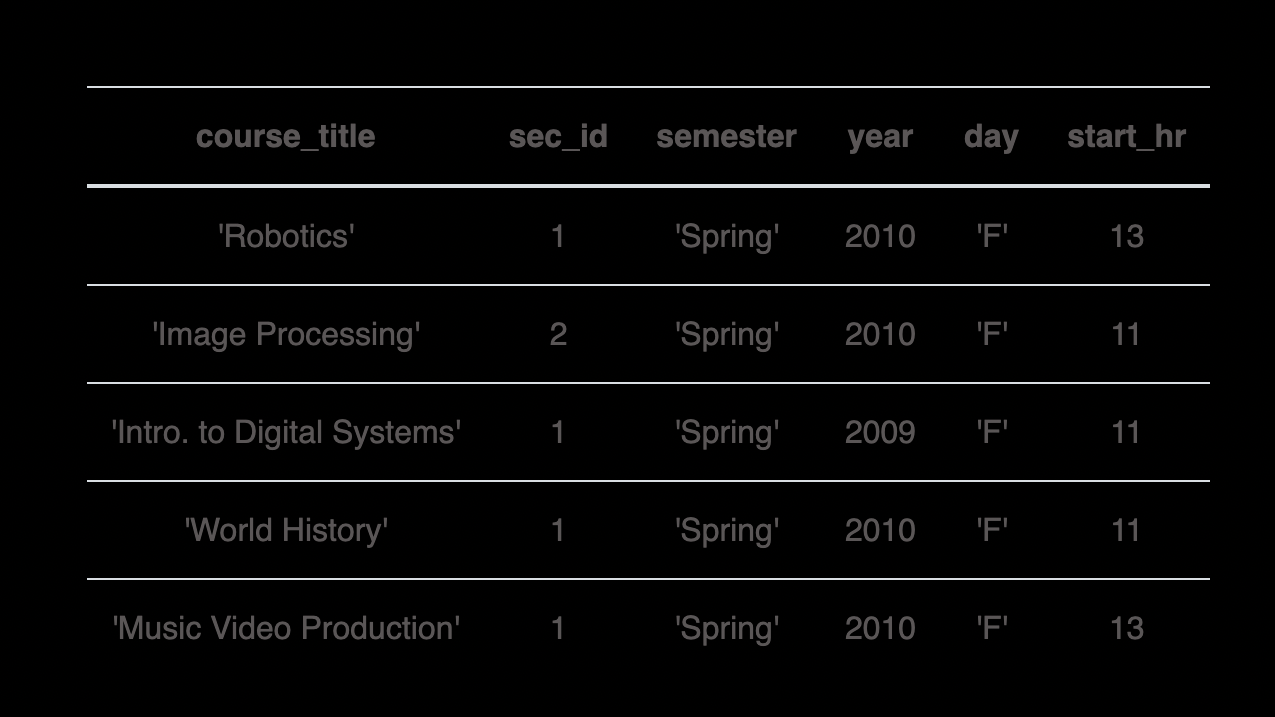 course_title sec_id semester year day start_hr
'Robotics' 1 'Spring' 2010 'F' 13
'Image Processing' 2 'Spring' 2010 'F' 11
'Intro. to Digital Systems' 1 'Spring' 2009 'F' 11
'World History' 1 'Spring' 2010 'F' 11
'Music Video Production' 1 'Spring' 2010 'F' 13